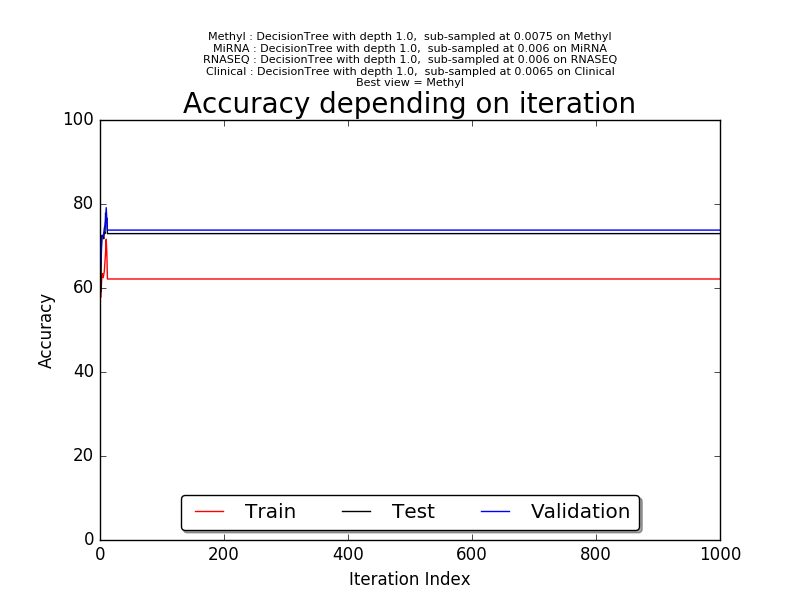 Methyl : DecisionTree with depth 1.0,  sub-sampled at 0.0075 on Methyl
MiRNA : DecisionTree with depth 1.0,  sub-sampled at 0.006 on MiRNA
RNASEQ : DecisionTree with depth 1.0,  sub-sampled at 0.006 on RNASEQ
Clinical : DecisionTree with depth 1.0,  sub-sampled at 0.0065 on Clinical
Best view = Methyl
Accuracy depending on iteration
100
80
60
40
20
0
Accuracy
Train Test Validation
0 200 400 600 800 1000
Iteration Index